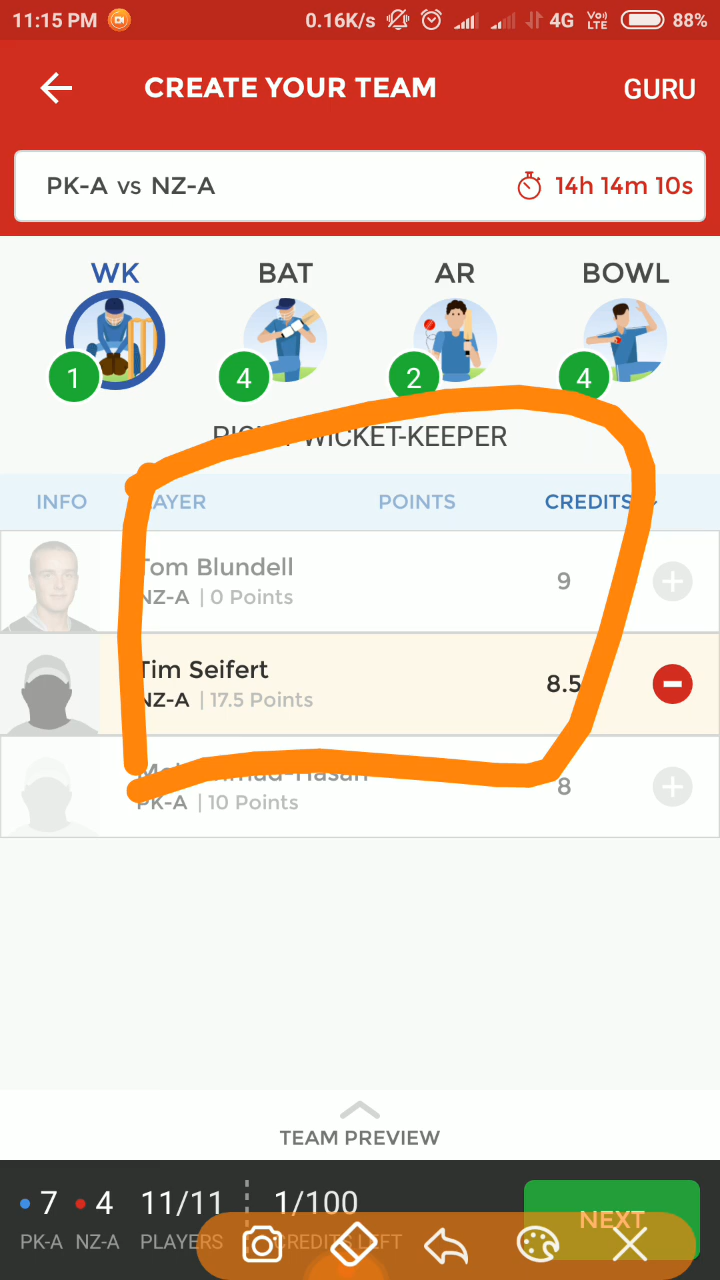 11:15 PM 0.16K/s 4G VoLTE 88%
CREATE YOUR TEAM GURU
PK-A vs NZ-A 14h 14m 10s
WK BAT AR BOWL
1 4 2 4
WICKET-KEEPER
INFO POINTS CREDITS
Tom Blundell 9
NZ-A | 0 Points
Tim Seifert 8.5
NZ-A | 17.5 Points
8
PK-A | 10 Points
TEAM PREVIEW
7 4 11/11 1/100 NEXT
PK-A NZ-A PLAYERS CREDITS LEFT